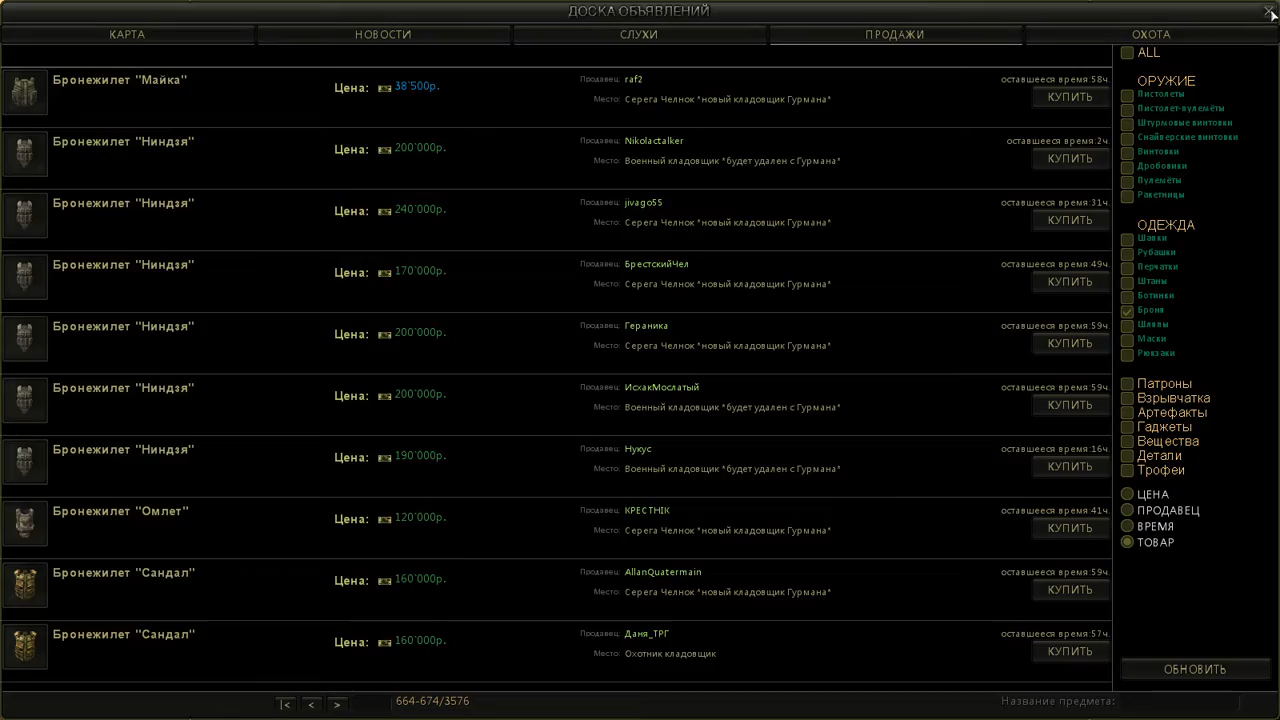 ДОСКА ОБЪЯВЛЕНИЙ
КАРТА НОВОСТИ СЛУХИ ПРОДАЖИ ОХОТА
Бронежилет "Майка" Цена: 38'500р. Продавец: raf2 оставшееся время:58ч.
Место: Серега Челнок *новый кладовщик Гурмана* КУПИТЬ
Бронежилет "Ниндзя" Цена: 200'000р. Продавец: Nikolactalker оставшееся время:2ч.
Место: Военный кладовщик *будет удален с Гурмана* КУПИТЬ
Бронежилет "Ниндзя" Цена: 240'000р. Продавец: jivago55 оставшееся время:31ч.
Место: Серега Челнок *новый кладовщик Гурмана* КУПИТЬ
Бронежилет "Ниндзя" Цена: 170'000р. Продавец: БрестскийЧел оставшееся время:49ч.
Место: Серега Челнок *новый кладовщик Гурмана* КУПИТЬ
Бронежилет "Ниндзя" Цена: 200'000р. Продавец: Гераника оставшееся время:59ч.
Место: Серега Челнок *новый кладовщик Гурмана* КУПИТЬ
Бронежилет "Ниндзя" Цена: 200'000р. Продавец: ИсхакМослатый оставшееся время:59ч.
Место: Военный кладовщик *будет удален с Гурмана* КУПИТЬ
Бронежилет "Ниндзя" Цена: 190'000р. Продавец: Нукус оставшееся время:16ч.
Место: Военный кладовщик *будет удален с Гурмана* КУПИТЬ
Бронежилет "Омлет" Цена: 120'000р. Продавец: КРЕСТНIК оставшееся время:41ч.
Место: Серега Челнок *новый кладовщик Гурмана* КУПИТЬ
Бронежилет "Сандал" Цена: 160'000р. Продавец: AllanQuatermain оставшееся время:59ч.
Место: Серега Челнок *новый кладовщик Гурмана* КУПИТЬ
Бронежилет "Сандал" Цена: 160'000р. Продавец: Даня_ТРГ оставшееся время:57ч.
Место: Охотник кладовщик КУПИТЬ
ALL
ОРУЖИЕ
Пистолеты
Пистолет-пулемёты
Штурмовые винтовки
Снайперские винтовки
Винтовки
Дробовики
Пулемёты
Ракетницы
ОДЕЖДА
Шапки
Рубашки
Перчатки
Штаны
Ботинки
Броня
Шлемы
Маски
Рюкзаки
Патроны
Взрывчатка
Артефакты
Гаджеты
Вещества
Детали
Трофеи
ЦЕНА
ПРОДАВЕЦ
ВРЕМЯ
ТОВАР
ОБНОВИТЬ
|< < > 664-674/3576 Название предмета: